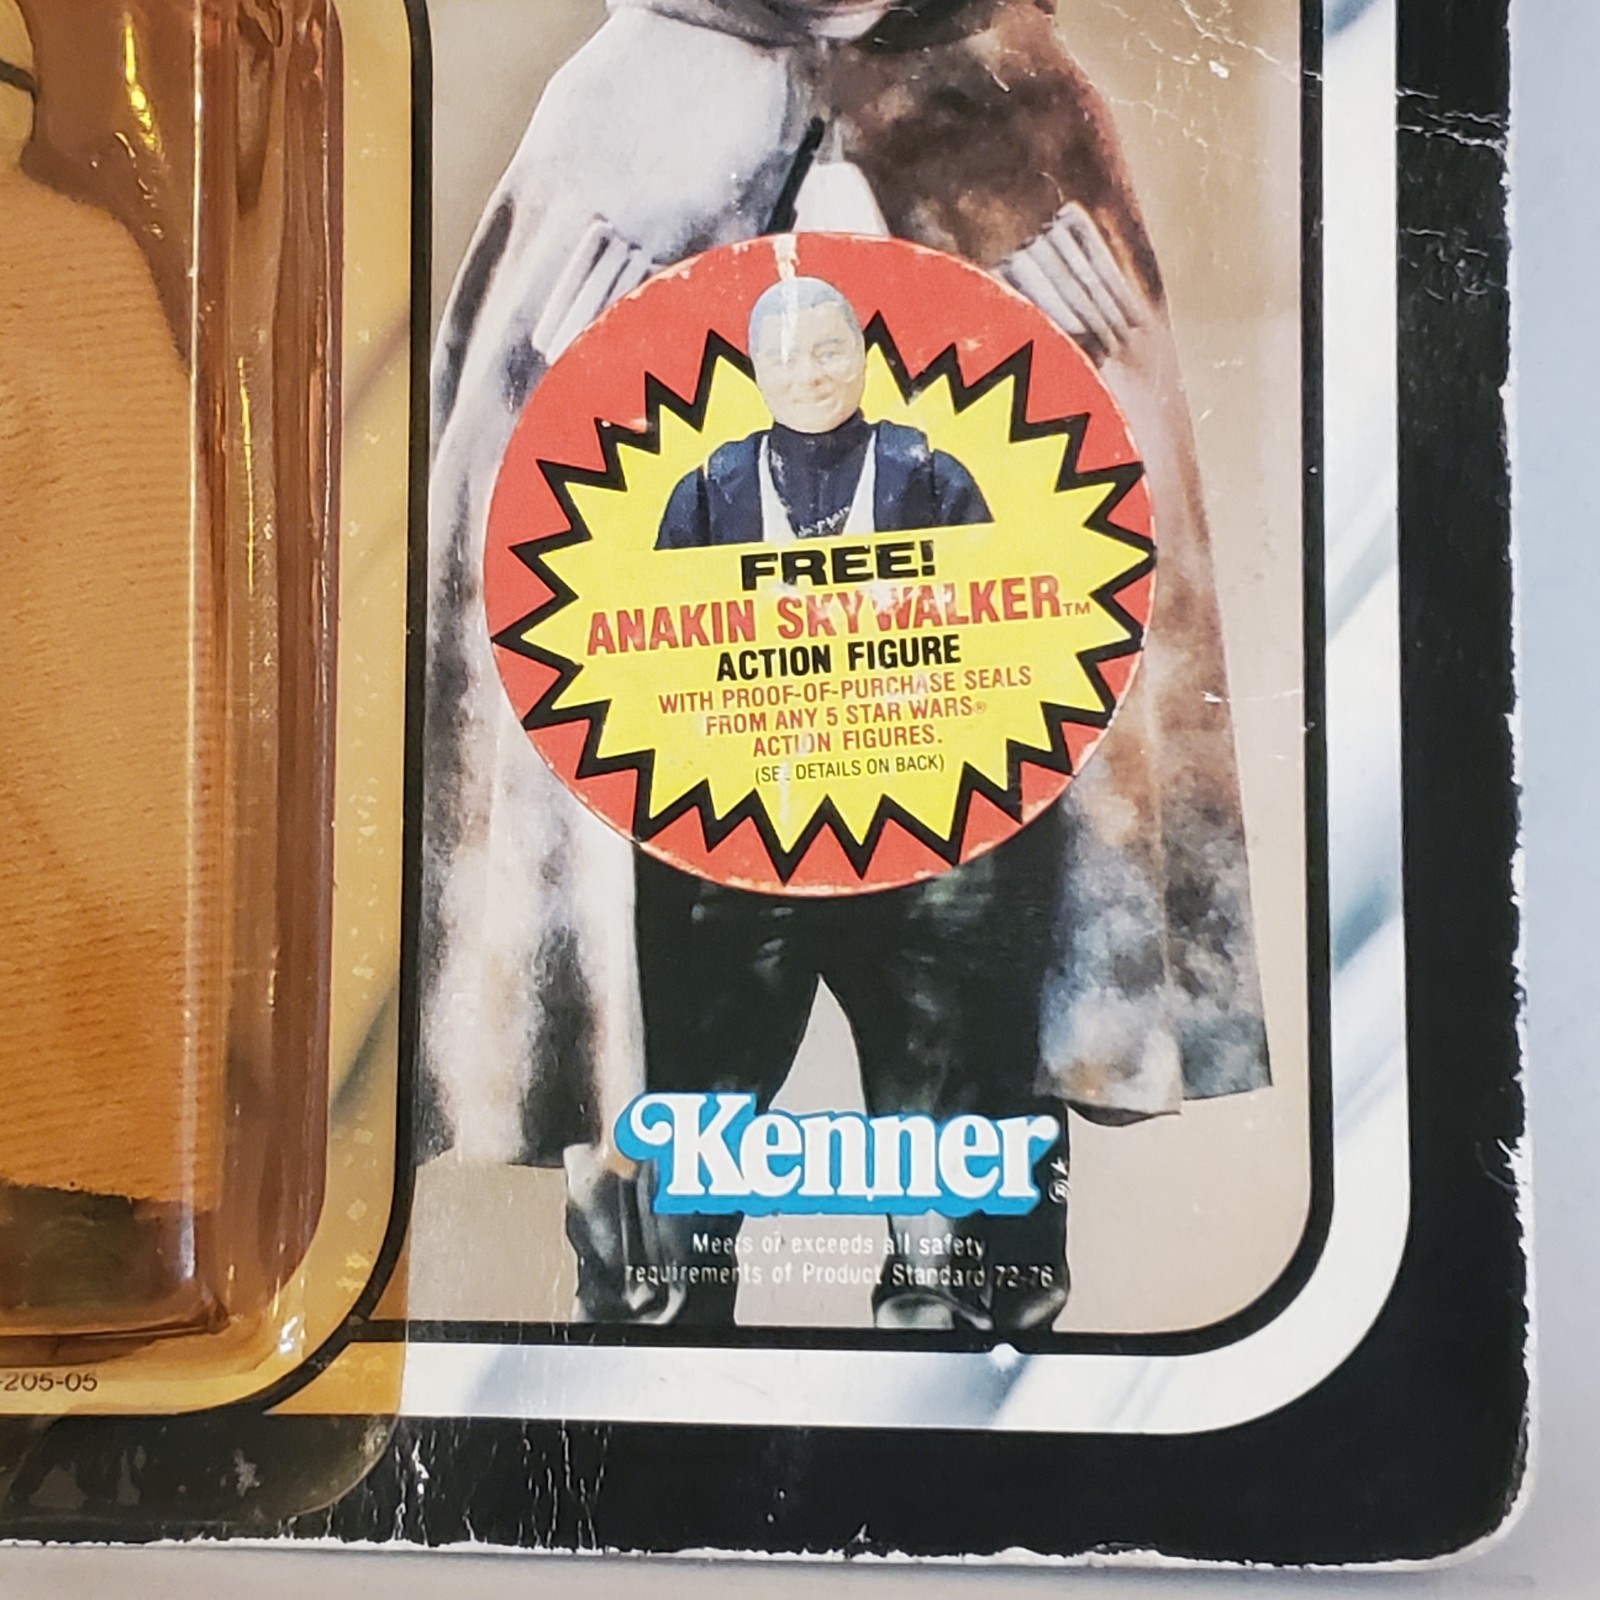 FREE!
ANAKIN SKYWALKER™
ACTION FIGURE
WITH PROOF-OF-PURCHASE SEALS
FROM ANY 5 STAR WARS®
ACTION FIGURES.
(SEE DETAILS ON BACK)
Kenner®
Meets or exceeds all safety
requirements of Product Standard 72-76
-205-05